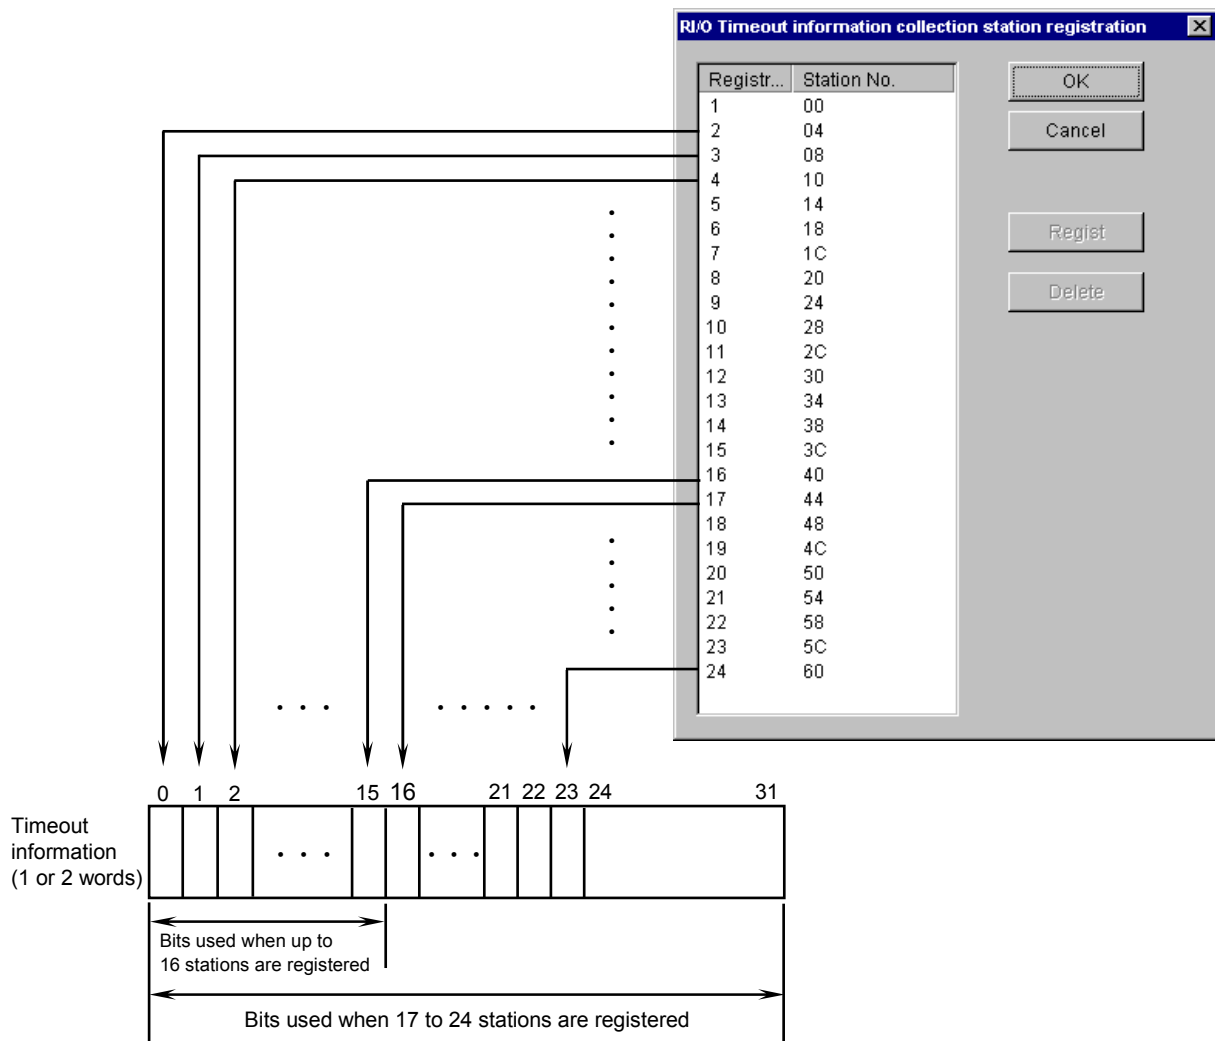 RI/O Timeout information collection station registration
Registr... Station No.
1 00
2 04
3 08
4 10
5 14
6 18
7 1C
8 20
9 24
10 28
11 2C
12 30
13 34
14 38
15 3C
16 40
17 44
18 48
19 4C
20 50
21 54
22 58
23 5C
24 60
OK
Cancel
Regist
Delete
0 1 2 15 16 21 22 23 24 31
Timeout
information
(1 or 2 words)
Bits used when up to
16 stations are registered
Bits used when 17 to 24 stations are registered